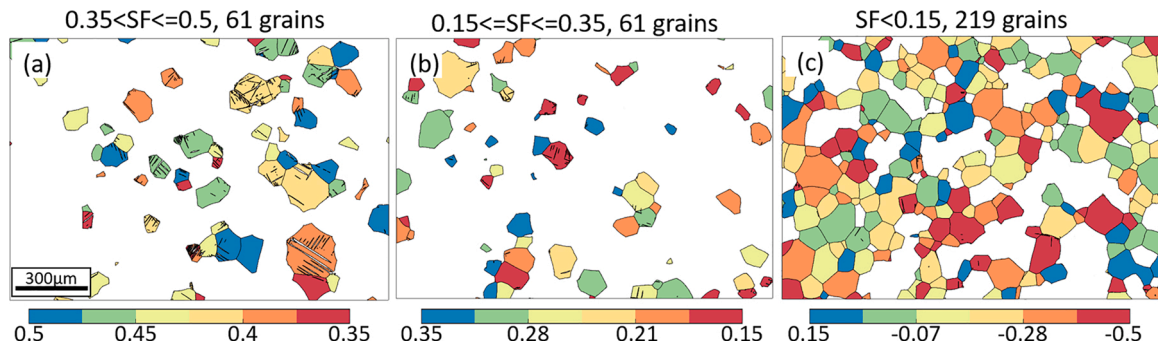 0.35<SF<=0.5, 61 grains
0.15<=SF<=0.35, 61 grains
SF<0.15, 219 grains
(a)
(b)
(c)
300μm
0.5 0.45 0.4 0.35
0.35 0.28 0.21 0.15
0.15 -0.07 -0.28 -0.5